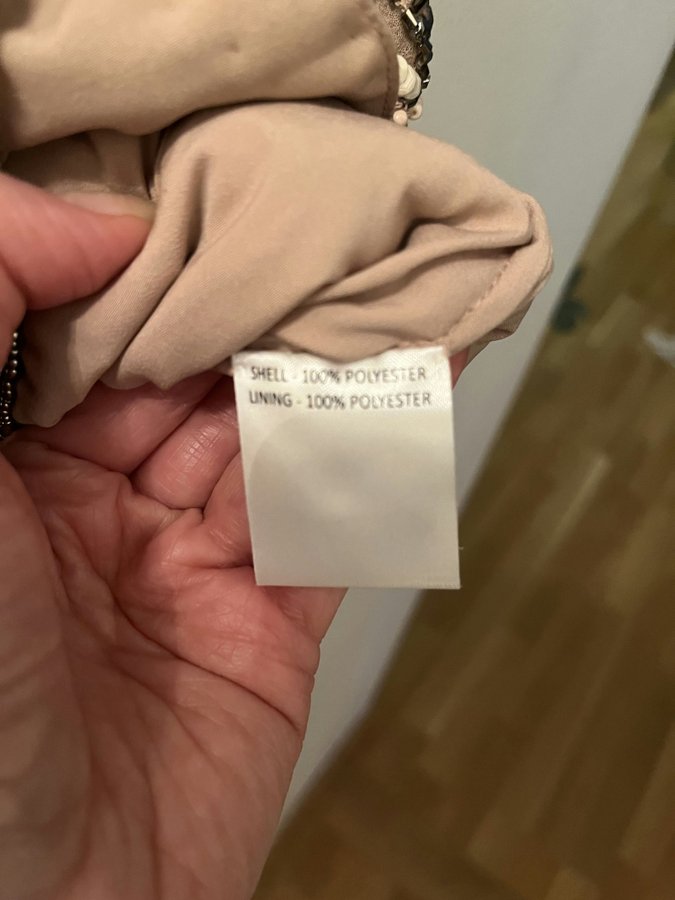 SHELL - 100% POLYESTER
LINING - 100% POLYESTER